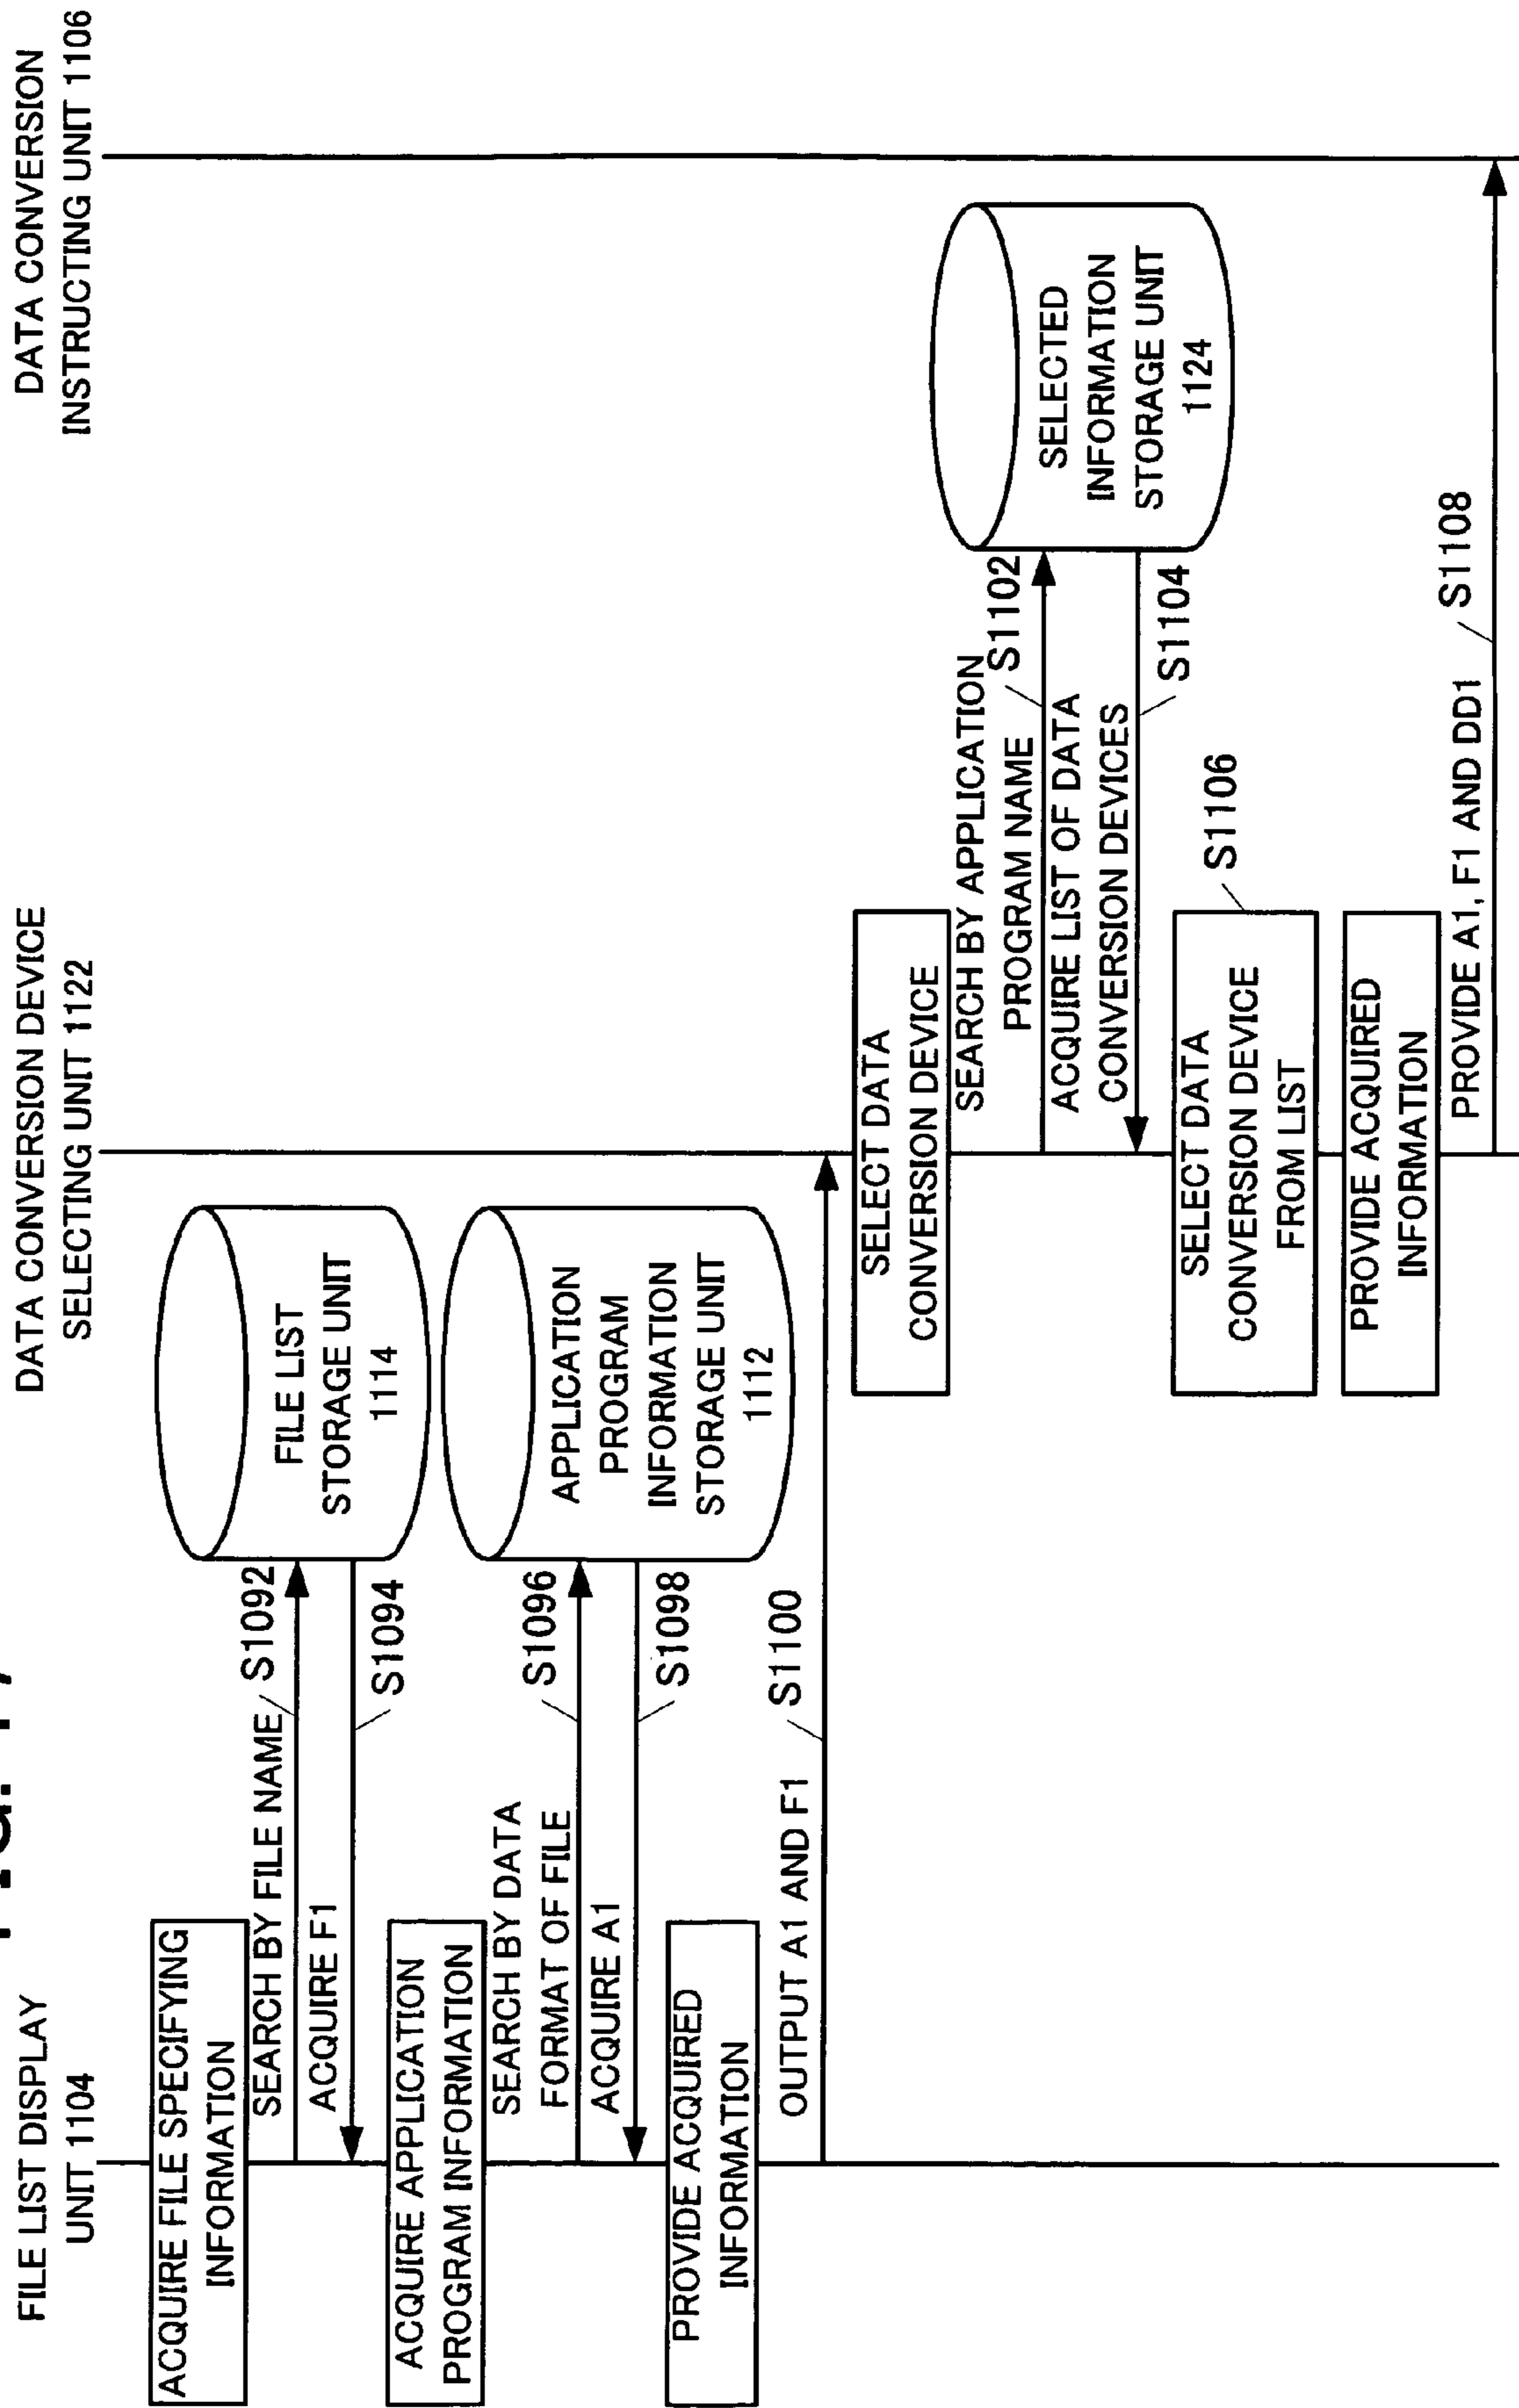 FILE LIST DISPLAY
UNIT 1104
DATA CONVERSION DEVICE
SELECTING UNIT 1122
DATA CONVERSION
INSTRUCTING UNIT 1106
ACQUIRE FILE SPECIFYING
INFORMATION
SEARCH BY FILE NAME
S1092
ACQUIRE F1
S1094
FILE LIST
STORAGE UNIT
1114
ACQUIRE APPLICATION
PROGRAM INFORMATION
SEARCH BY DATA
FORMAT OF FILE
S1096
ACQUIRE A1
S1098
APPLICATION
PROGRAM
INFORMATION
STORAGE UNIT
1112
PROVIDE ACQUIRED
INFORMATION
OUTPUT A1 AND F1
S1100
SELECT DATA
CONVERSION DEVICE
SEARCH BY APPLICATION
PROGRAM NAME
S1102
ACQUIRE LIST OF DATA
CONVERSION DEVICES
S1104
SELECTED
INFORMATION
STORAGE UNIT
1124
SELECT DATA
CONVERSION DEVICE
FROM LIST
S1106
PROVIDE ACQUIRED
INFORMATION
PROVIDE A1, F1 AND DD1
S1108